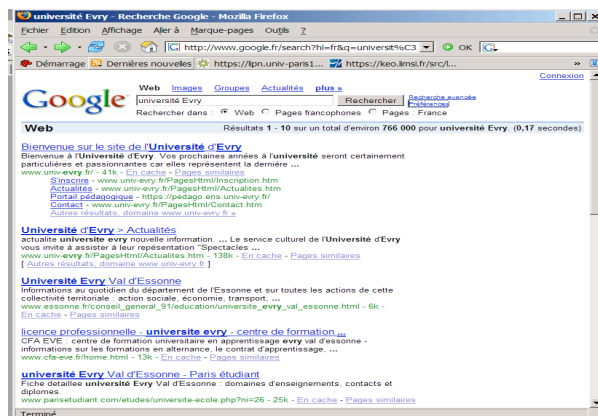 université Evry - Recherche Google - Mozilla Firefox
Fichier Edition Affichage Aller à Marque-pages Outils ?
http://www.google.fr/search?hl=fr&q=universit%C3 OK
Démarrage Dernières nouvelles https://lpn.univ-paris1... https://keo.limsi.fr/src/l... »
Connexion
Google
Web Images Groupes Actualités plus »
université Evry Rechercher Recherche avancée
Préférences
Rechercher dans : Web Pages francophones Pages : France
Web Résultats 1 - 10 sur un total d'environ 766 000 pour université Evry. (0,17 secondes)
Bienvenue sur le site de l'Université d'Evry
Bienvenue à l'Université d'Evry. Vos prochaines années à l'université seront certainement
particulières et passionnantes car elles représentent la dernière ...
www.univ-evry.fr/ - 41k - En cache - Pages similaires
S'inscrire - www.univ-evry.fr/PagesHtml/Inscription.htm
Actualités - www.univ-evry.fr/PagesHtml/Actualites.htm
Portail pédagogique - https://pedago.ens.univ-evry.fr/
Contact - www.univ-evry.fr/PagesHtml/Contact.htm
Autres résultats, domaine www.univ-evry.fr »
Université d'Evry > Actualités
actualite universite evry nouvelle information. ... Le service culturel de l'Université d'Evry
vous invite à assister à leur repésentation "Spectacles ...
www.univ-evry.fr/PagesHtml/Actualites.htm - 138k - En cache - Pages similaires
[ Autres résultats, domaine www.univ-evry.fr ]
Université Evry Val d'Essonne
Informations au quotidien du département de l'Essonne et sur toutes les actions de cette
collectivité territoriale : action sociale, économie, transport, ...
www.essonne.fr/conseil_general_91/education/universite_evry_val_essonne.html - 6k -
En cache - Pages similaires
licence professionnelle - universite evry - centre de formation ...
CFA EVE : centre de formation universitaire en apprentissage evry val d'essonne -
informations sur les formations en alternance, le contrat d'apprentissage, ...
www.cfa-eve.fr/home.html - 13k - En cache - Pages similaires
université Evry Val d'Essonne - Paris étudiant
Fiche detaillee université Evry Val d'Essonne : domaines d'enseignements, contacts et
diplomes.
www.parisetudiant.com/etudes/universite-ecole.php?ni=26 - 25k - En cache - Pages similaires
Terminé